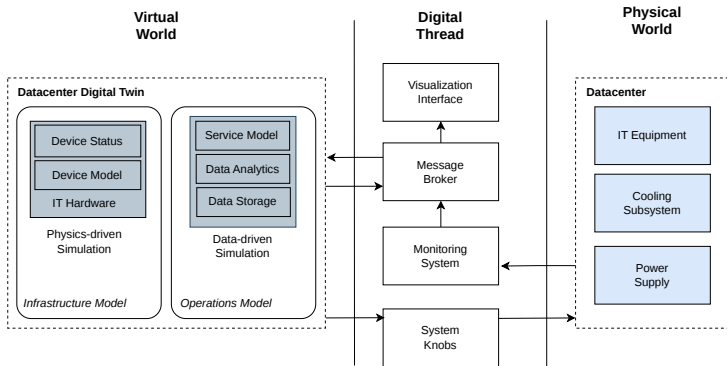 Virtual
World
Digital
Thread
Physical
World
Datacenter Digital Twin
Device Status
Device Model
IT Hardware
Physics-driven
Simulation
Infrastructure Model
Service Model
Data Analytics
Data Storage
Data-driven
Simulation
Operations Model
Visualization
Interface
Message
Broker
Monitoring
System
System
Knobs
Datacenter
IT Equipment
Cooling
Subsystem
Power
Supply